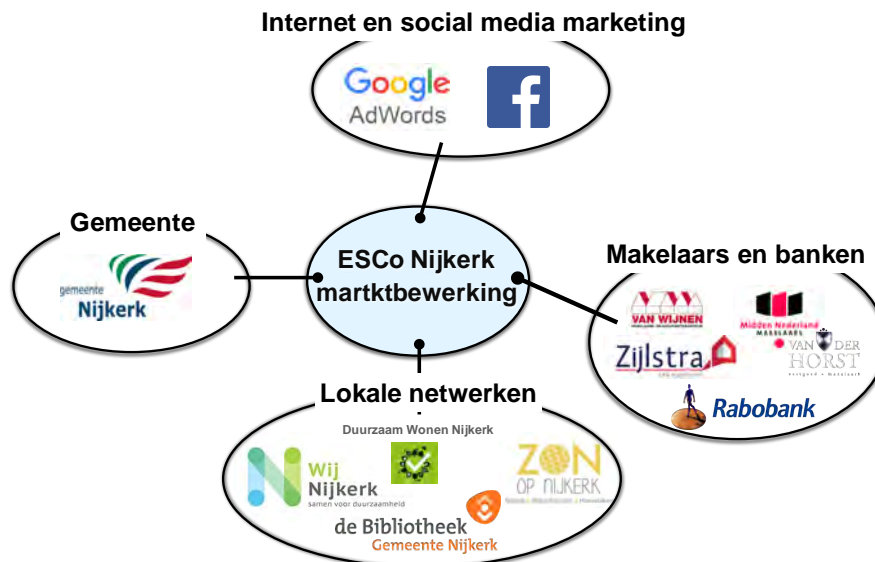 Internet en social media marketing
Google
AdWords
Gemeente
gemeente
Nijkerk
ESCo Nijkerk
martktbewerking
Makelaars en banken
VAN WIJNEN
Midden Nederland
MAKELAARS
VAN DER
HORST
Zijlstra
Rabobank
Lokale netwerken
Duurzaam Wonen Nijkerk
Wij
Nijkerk
samen voor duurzaamheid
ZON
OP NIJKERK
de Bibliotheek
Gemeente Nijkerk